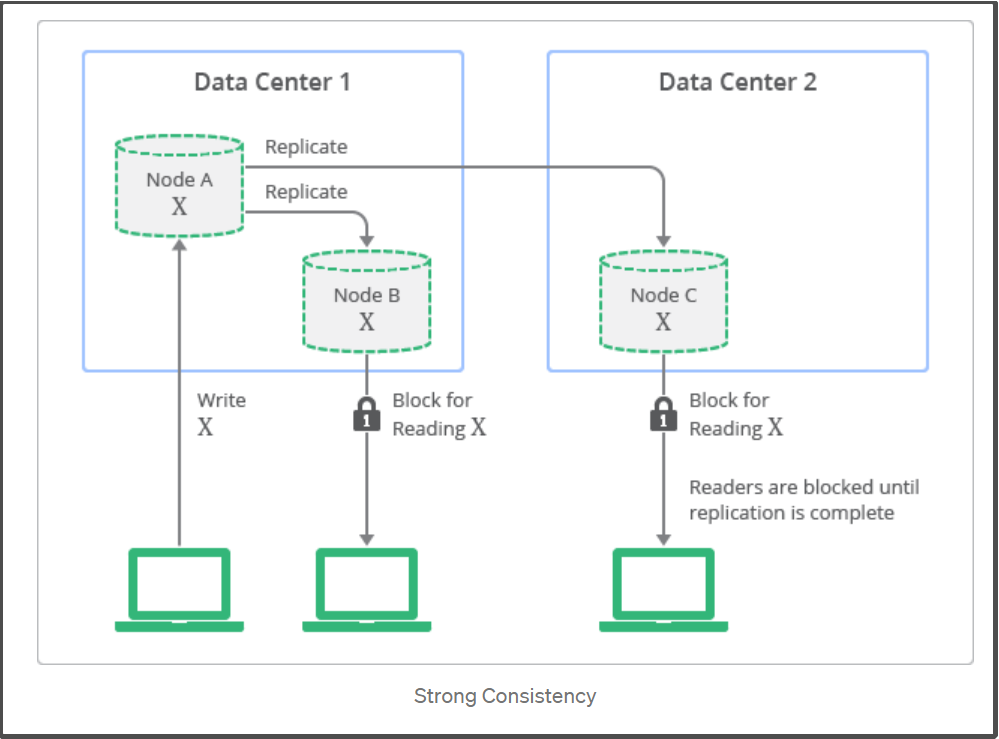 Data Center 1
Data Center 2
Replicate
Node A
X
Replicate
Node B
X
Node C
X
Write
X
1
Block for
Reading X
1
Block for
Reading X
Readers are blocked until
replication is complete
Strong Consistency